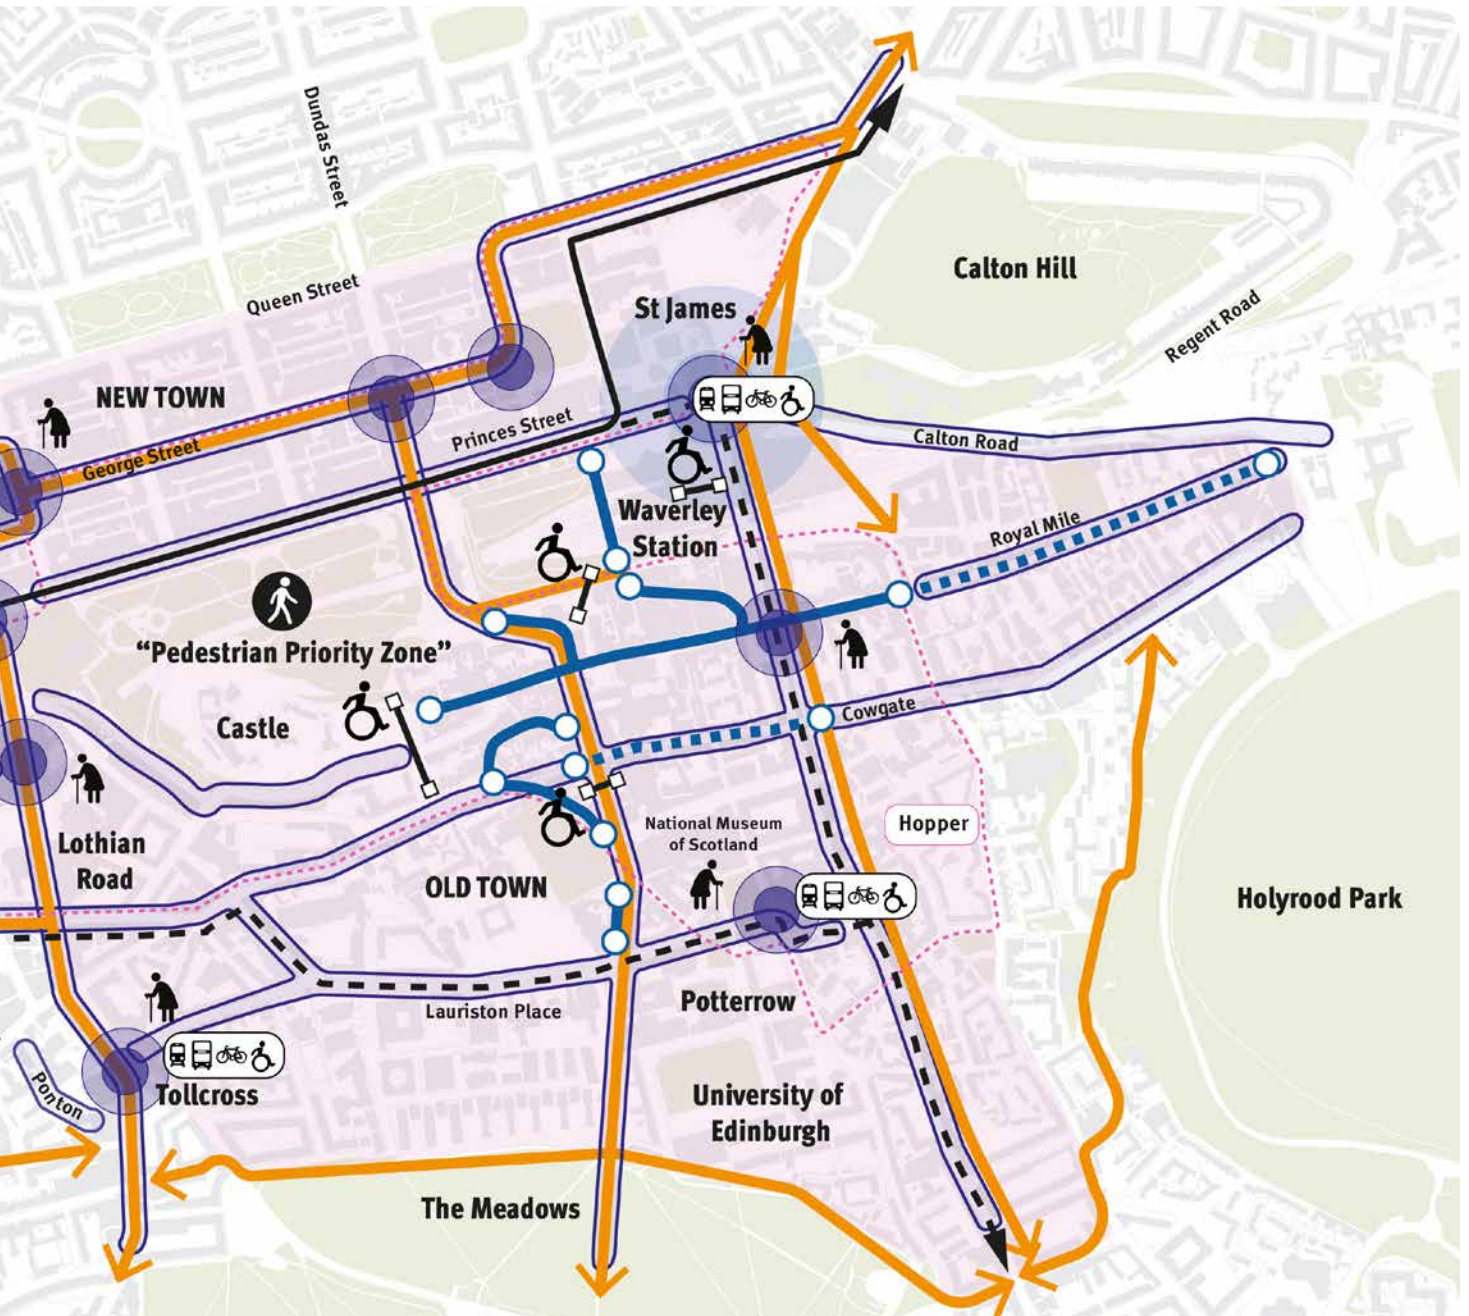 Dundas Street
Queen Street
Calton Hill
Regent Road
St James
NEW TOWN
Princes Street
George Street
Calton Road
Waverley
Station
Royal Mile
“Pedestrian Priority Zone”
Castle
Cowgate
Hopper
National Museum
of Scotland
Lothian
Road
OLD TOWN
Holyrood Park
Potterrow
Lauriston Place
Ponton
Tollcross
University of
Edinburgh
The Meadows